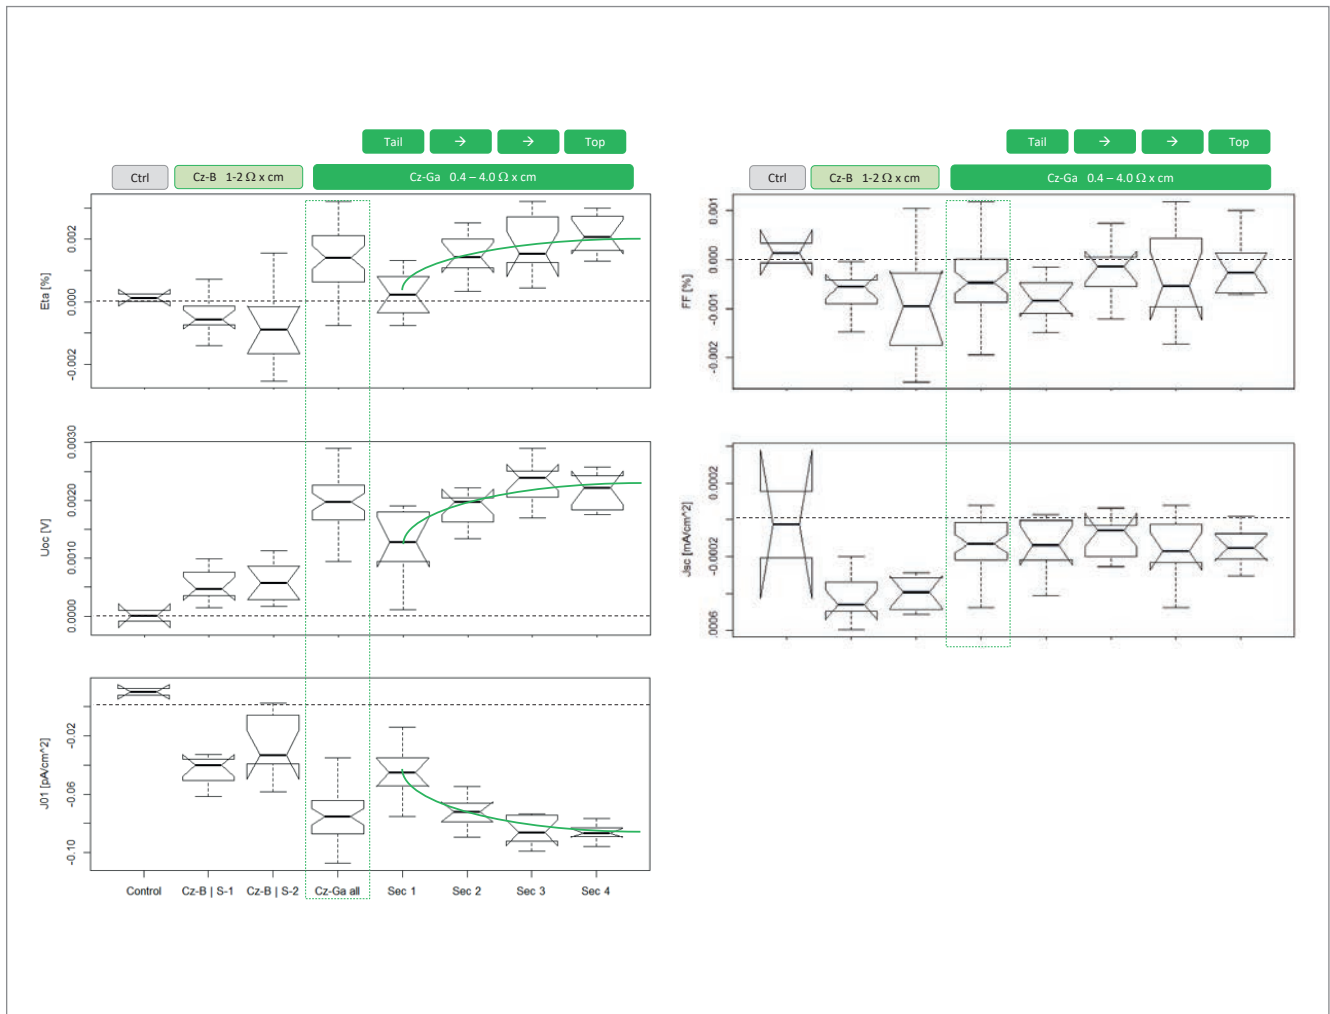 Tail → → Top
Ctrl Cz-B 1-2 Ω x cm Cz-Ga 0.4 – 4.0 Ω x cm
Eta [%]
0.002
0.000
-0.002
Uoc [V]
0.0030
0.0020
0.0010
0.0000
J01 [pA/cm^2]
-0.02
-0.06
-0.10
Control Cz-B | S-1 Cz-B | S-2 Cz-Ga all Sec 1 Sec 2 Sec 3 Sec 4
Tail → → Top
Ctrl Cz-B 1-2 Ω x cm Cz-Ga 0.4 – 4.0 Ω x cm
FF [%]
0.001
0.000
-0.001
-0.002
Jsc [mA/cm^2]
0.0002
-0.0002
.0006